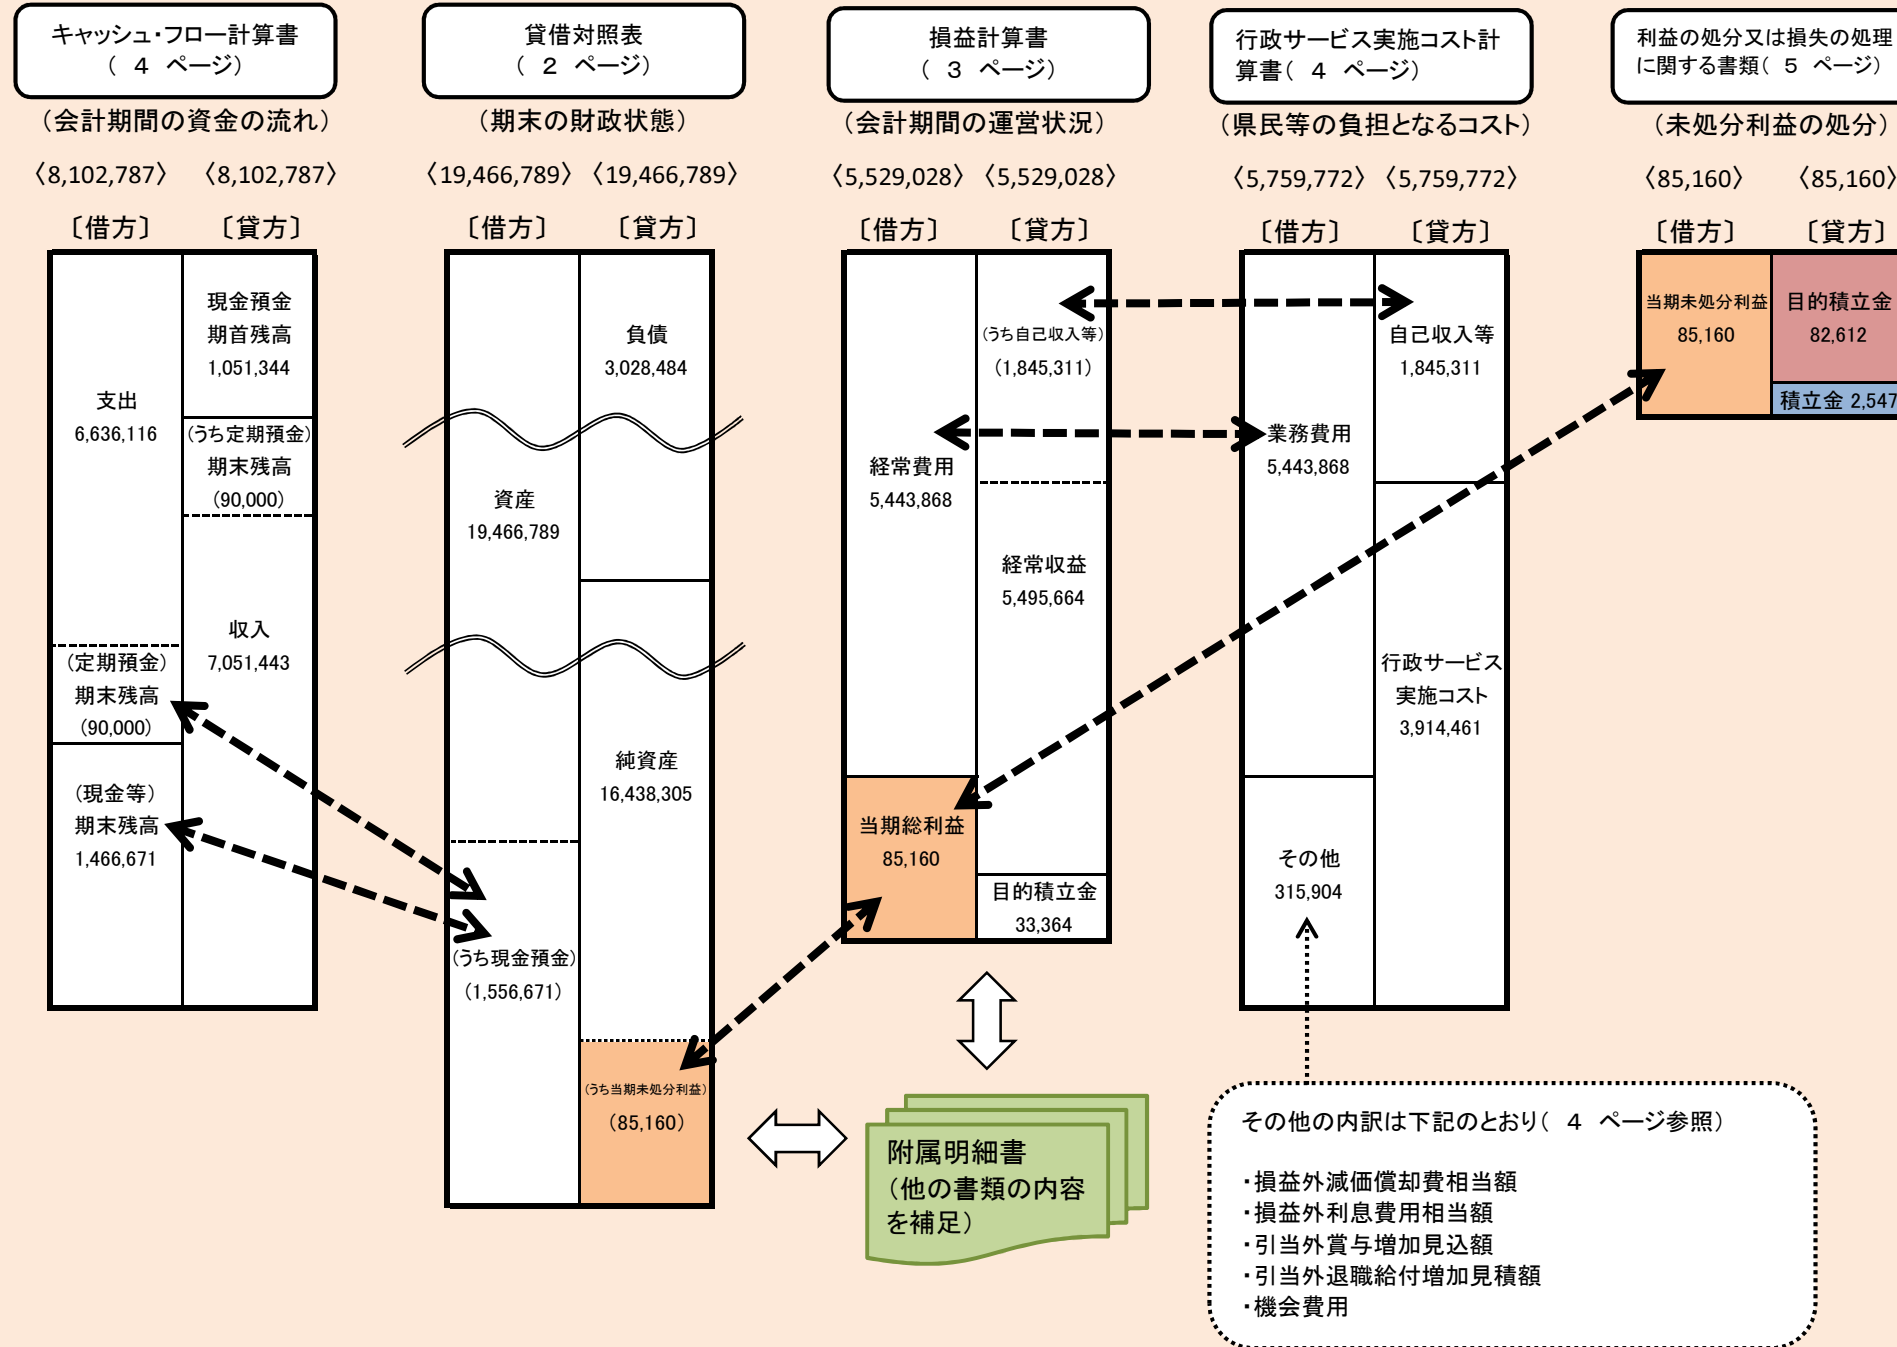 キャッシュ・フロー計算書
（　４　ページ）
（会計期間の資金の流れ）
〈8,102,787〉 〈8,102,787〉
〔借方〕 〔貸方〕
支出
6,636,116
（定期預金）
期末残高
(90,000)
（現金等）
期末残高
1,466,671
現金預金
期首残高
1,051,344
（うち定期預金）
期末残高
(90,000)
収入
7,051,443
貸借対照表
（　２　ページ）
（期末の財政状態）
〈19,466,789〉 〈19,466,789〉
〔借方〕 〔貸方〕
資産
19,466,789
（うち現金預金）
(1,556,671)
負債
3,028,484
純資産
16,438,305
（うち当期未処分利益）
(85,160)
損益計算書
（　３　ページ）
（会計期間の運営状況）
〈5,529,028〉 〈5,529,028〉
〔借方〕 〔貸方〕
経常費用
5,443,868
当期総利益
85,160
（うち自己収入等）
(1,845,311)
経常収益
5,495,664
目的積立金
33,364
附属明細書
（他の書類の内容
を補足）
行政サービス実施コスト計
算書（　４　ページ）
（県民等の負担となるコスト）
〈5,759,772〉 〈5,759,772〉
〔借方〕 〔貸方〕
業務費用
5,443,868
その他
315,904
自己収入等
1,845,311
行政サービス
実施コスト
3,914,461
その他の内訳は下記のとおり（　４　ページ参照）
・損益外減価償却費相当額
・損益外利息費用相当額
・引当外賞与増加見込額
・引当外退職給付増加見積額
・機会費用
利益の処分又は損失の処理
に関する書類（　５　ページ）
（未処分利益の処分）
〈85,160〉 〈85,160〉
〔借方〕 〔貸方〕
当期未処分利益
85,160
目的積立金
82,612
積立金 2,547